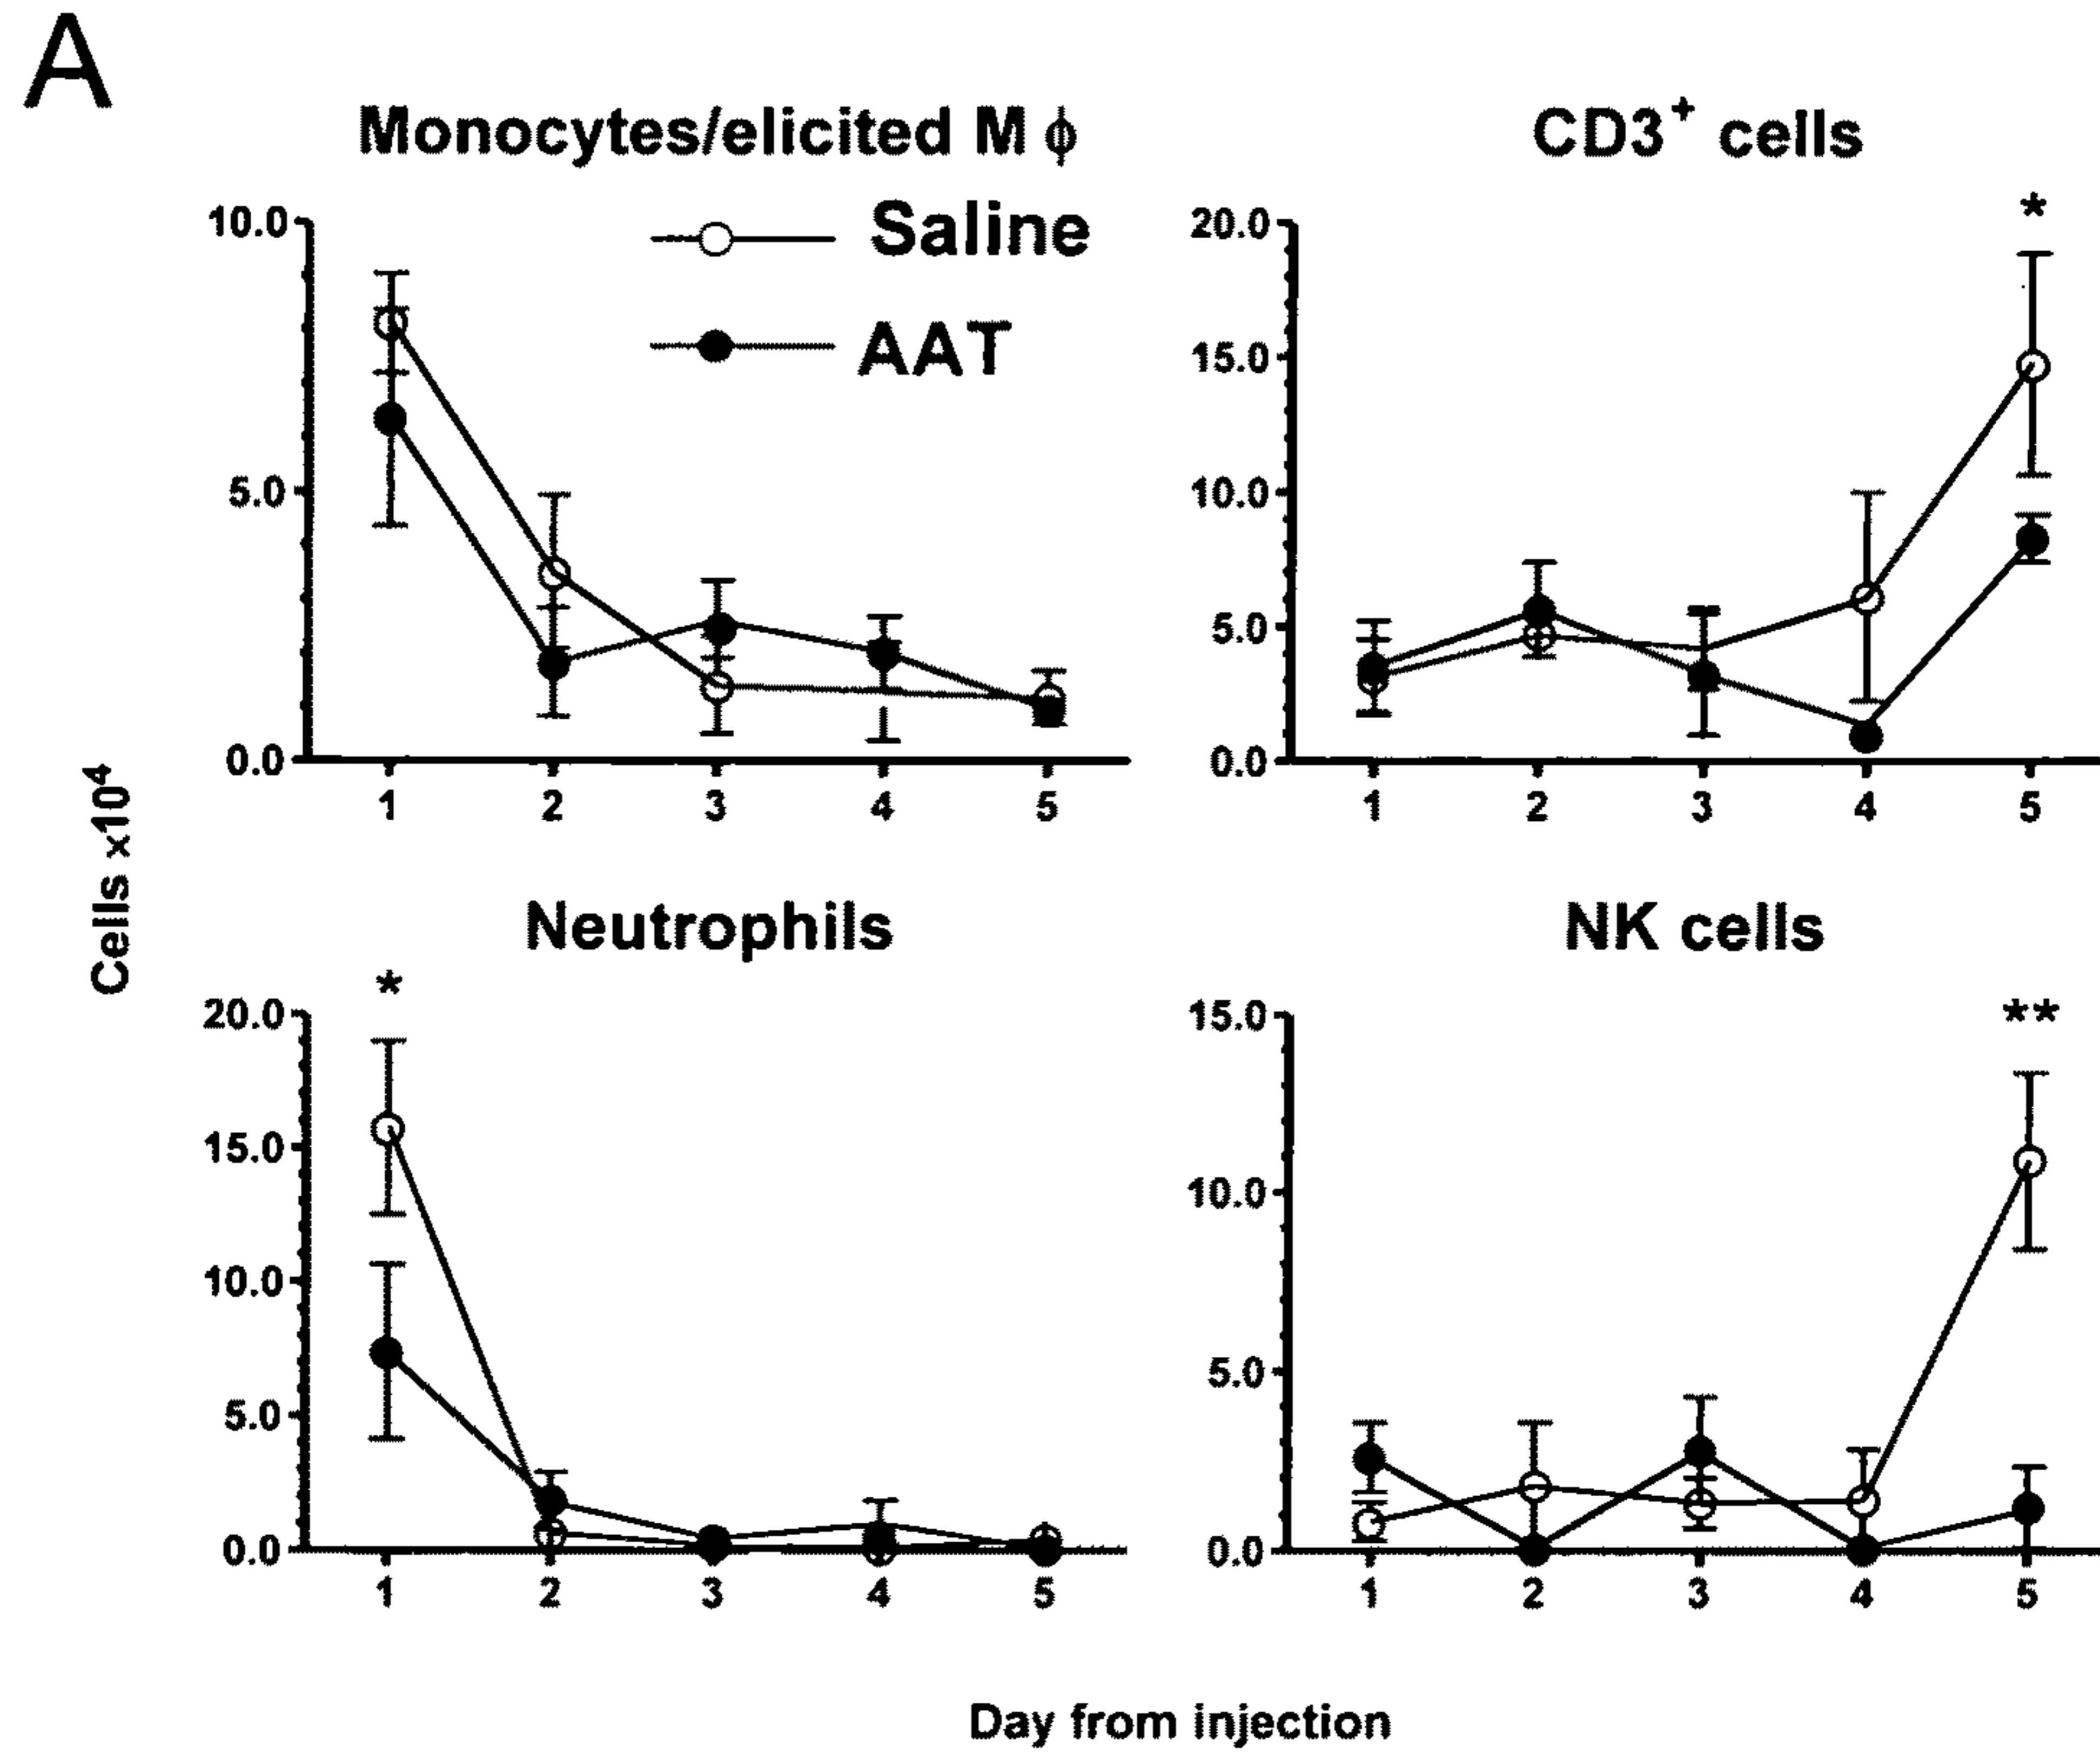 A
Monocytes/elicited M ϕ
Saline
AAT
10.0
5.0
0.0
1 2 3 4 5
CD3⁺ cells
*
20.0
15.0
10.0
5.0
0.0
1 2 3 4 5
Cells x10⁴
Neutrophils
*
20.0
15.0
10.0
5.0
0.0
1 2 3 4 5
NK cells
**
15.0
10.0
5.0
0.0
1 2 3 4 5
Day from injection